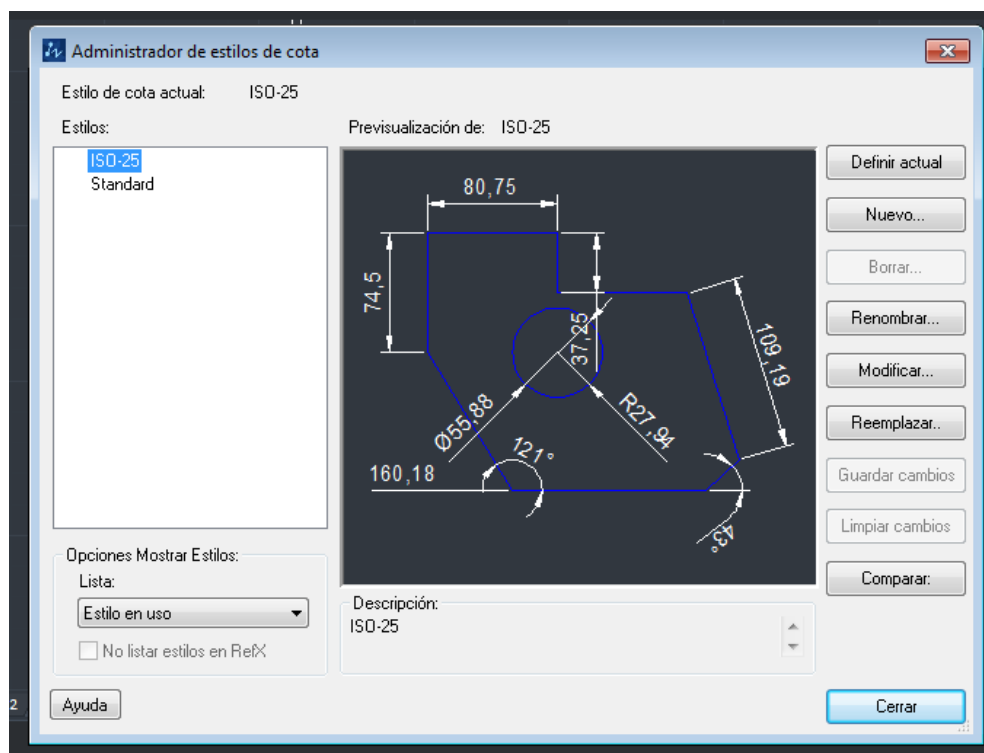 Administrador de estilos de cota
Estilo de cota actual: ISO-25
Estilos:
Previsualización de: ISO-25
ISO-25
Standard
80,75
74,5
37,25
109,19
Ø55,88
R27,94
121°
160,18
43°
Definir actual
Nuevo...
Borrar...
Renombrar...
Modificar...
Reemplazar..
Guardar cambios
Limpiar cambios
Comparar:
Opciones Mostrar Estilos:
Lista:
Estilo en uso
No listar estilos en RefX
Descripción:
ISO-25
2
Ayuda
Cerrar